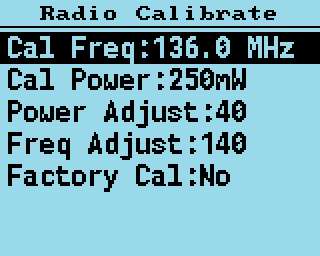 Radio Calibrate
Cal Freq:136.0 MHz
Cal Power:250mW
Power Adjust:40
Freq Adjust:140
Factory Cal:No